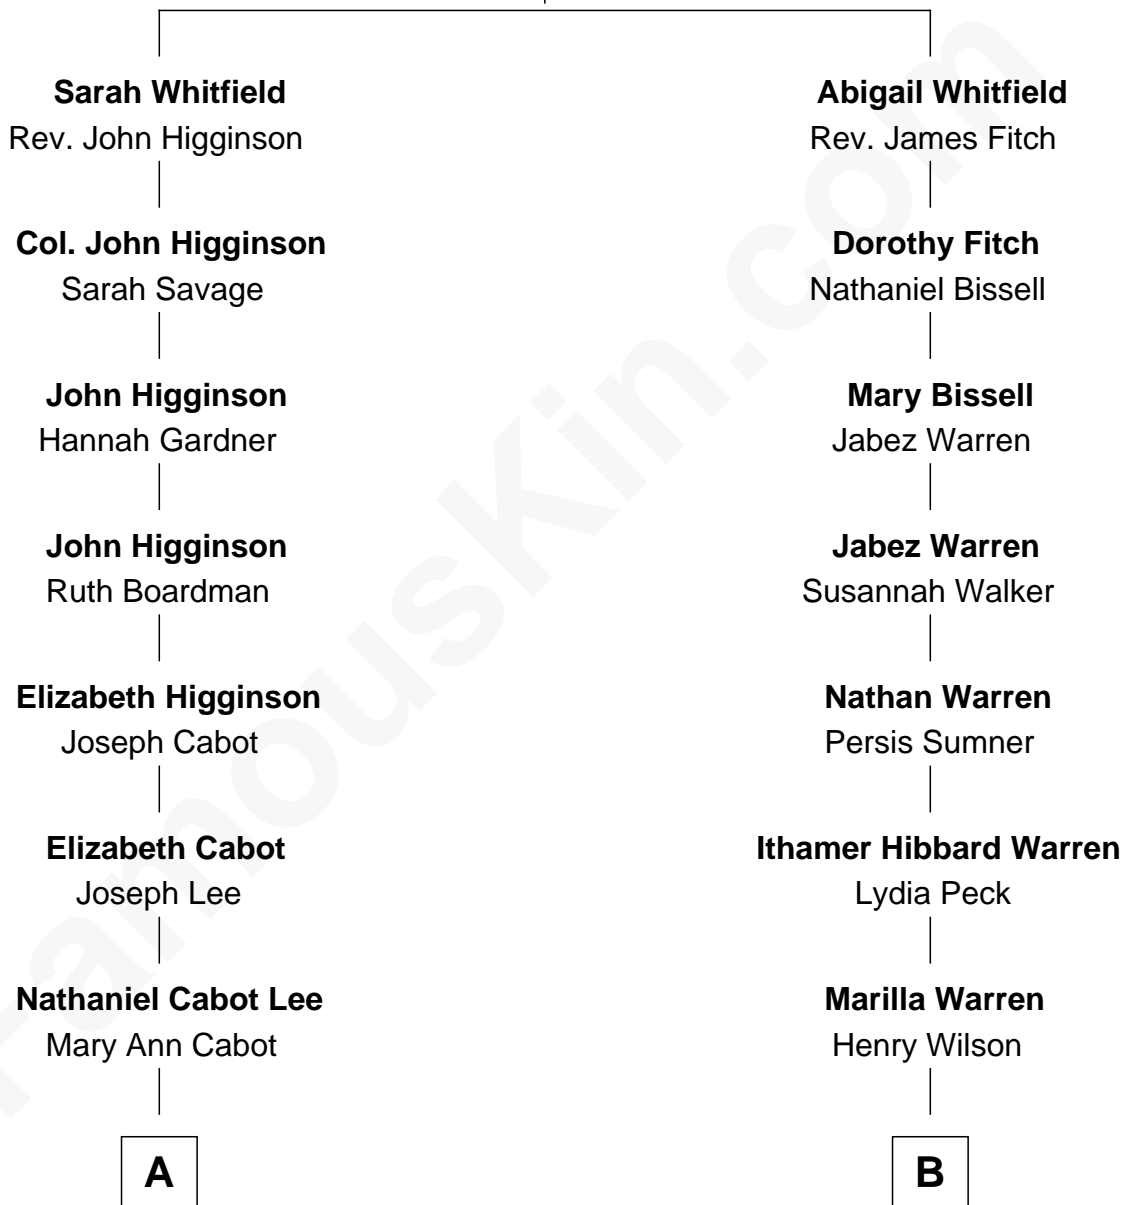 Sarah Whitfield
Rev. John Higginson
Abigail Whitfield
Rev. James Fitch
Col. John Higginson
Sarah Savage
Dorothy Fitch
Nathaniel Bissell
John Higginson
Hannah Gardner
Mary Bissell
Jabez Warren
John Higginson
Ruth Boardman
Jabez Warren
Susannah Walker
Elizabeth Higginson
Joseph Cabot
Nathan Warren
Persis Sumner
Elizabeth Cabot
Joseph Lee
Ithamer Hibbard Warren
Lydia Peck
Nathaniel Cabot Lee
Mary Ann Cabot
Marilla Warren
Henry Wilson
A
B
FamousKin.com